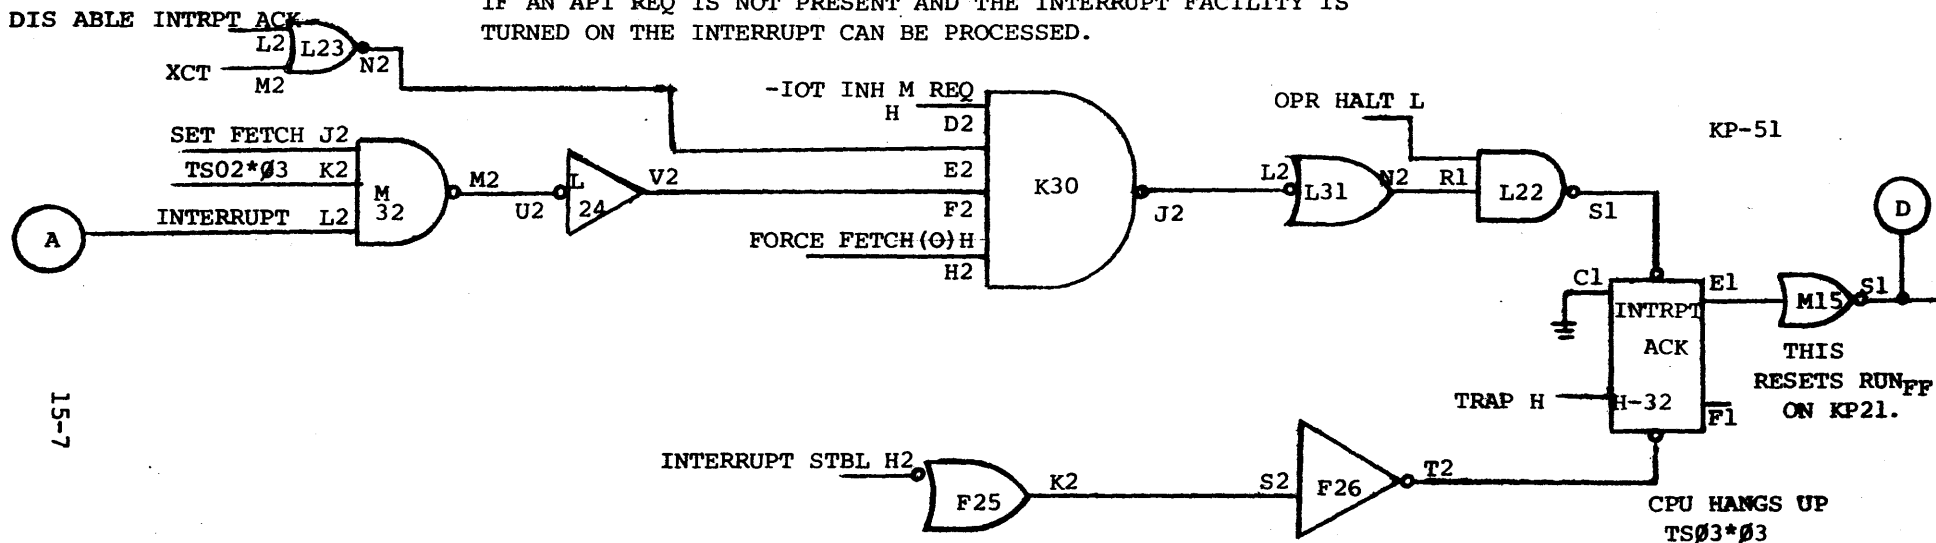 IF AN API REQ IS NOT PRESENT AND THE INTERRUPT FACILITY IS
TURNED ON THE INTERRUPT CAN BE PROCESSED.
DIS ABLE INTRPT ACK
L2
L23
N2
XCT
M2
-IOT INH M REQ
H
D2
OPR HALT L
KP-51
SET FETCH J2
TS02*Ø3 K2
INTERRUPT L2
A
M
32
M2
U2
L
24
V2
E2
F2
K30
J2
FORCE FETCH(0)H
H2
L2
L31
N2
R1
L22
S1
D
C1
INTRPT
ACK
H-32
E1
F1
TRAP H
M15
S1
THIS
RESETS RUNFF
ON KP21.
15-7
INTERRUPT STBL H2
F25
K2
S2
F26
T2
CPU HANGS UP
TSØ3*Ø3